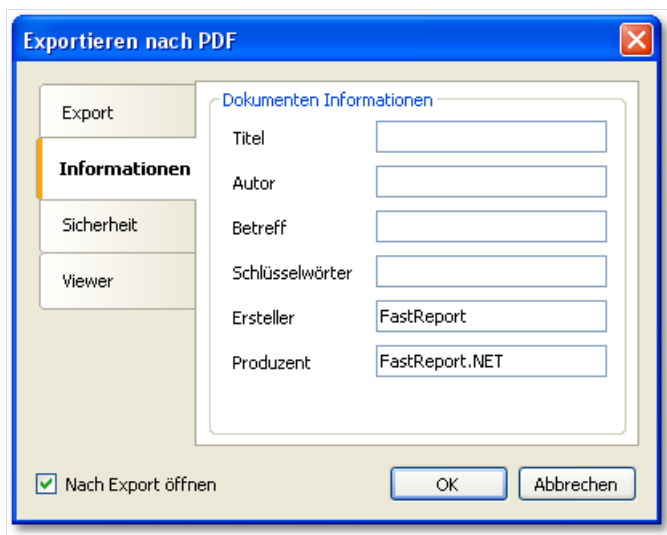 Exportieren nach PDF
Export
Informationen
Sicherheit
Viewer
Dokumenten Informationen
Titel
Autor
Betreff
Schlüsselwörter
Ersteller FastReport
Produzent FastReport.NET
Nach Export öffnen
OK Abbrechen